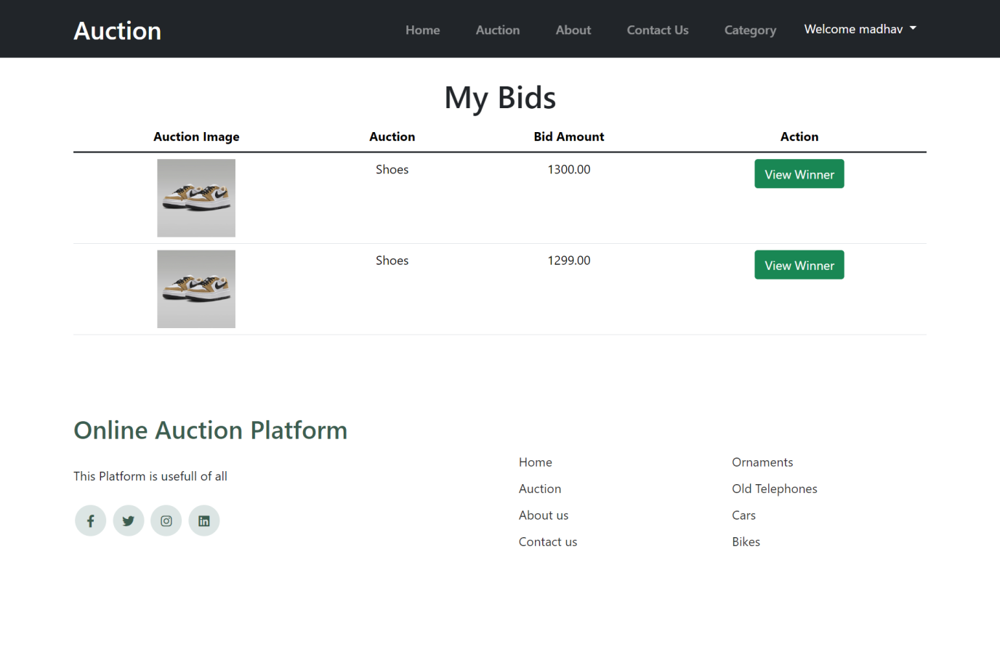 Auction
Home Auction About Contact Us Category Welcome madhav
My Bids
Auction Image Auction Bid Amount Action
Shoes 1300.00 View Winner
Shoes 1299.00 View Winner
Online Auction Platform
This Platform is usefull of all
Home
Auction
About us
Contact us
Ornaments
Old Telephones
Cars
Bikes